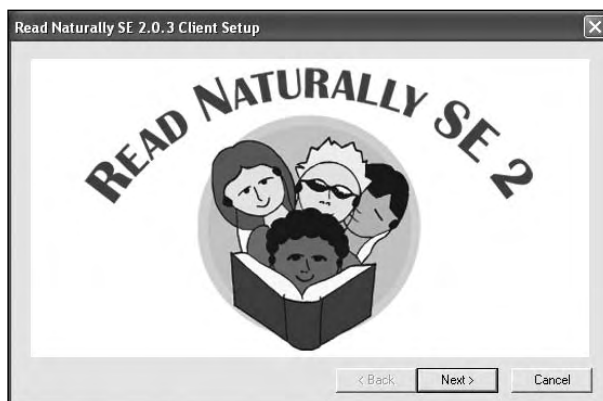 Read Naturally SE 2.0.3 Client Setup
READ NATURALLY SE 2
< Back
Next >
Cancel